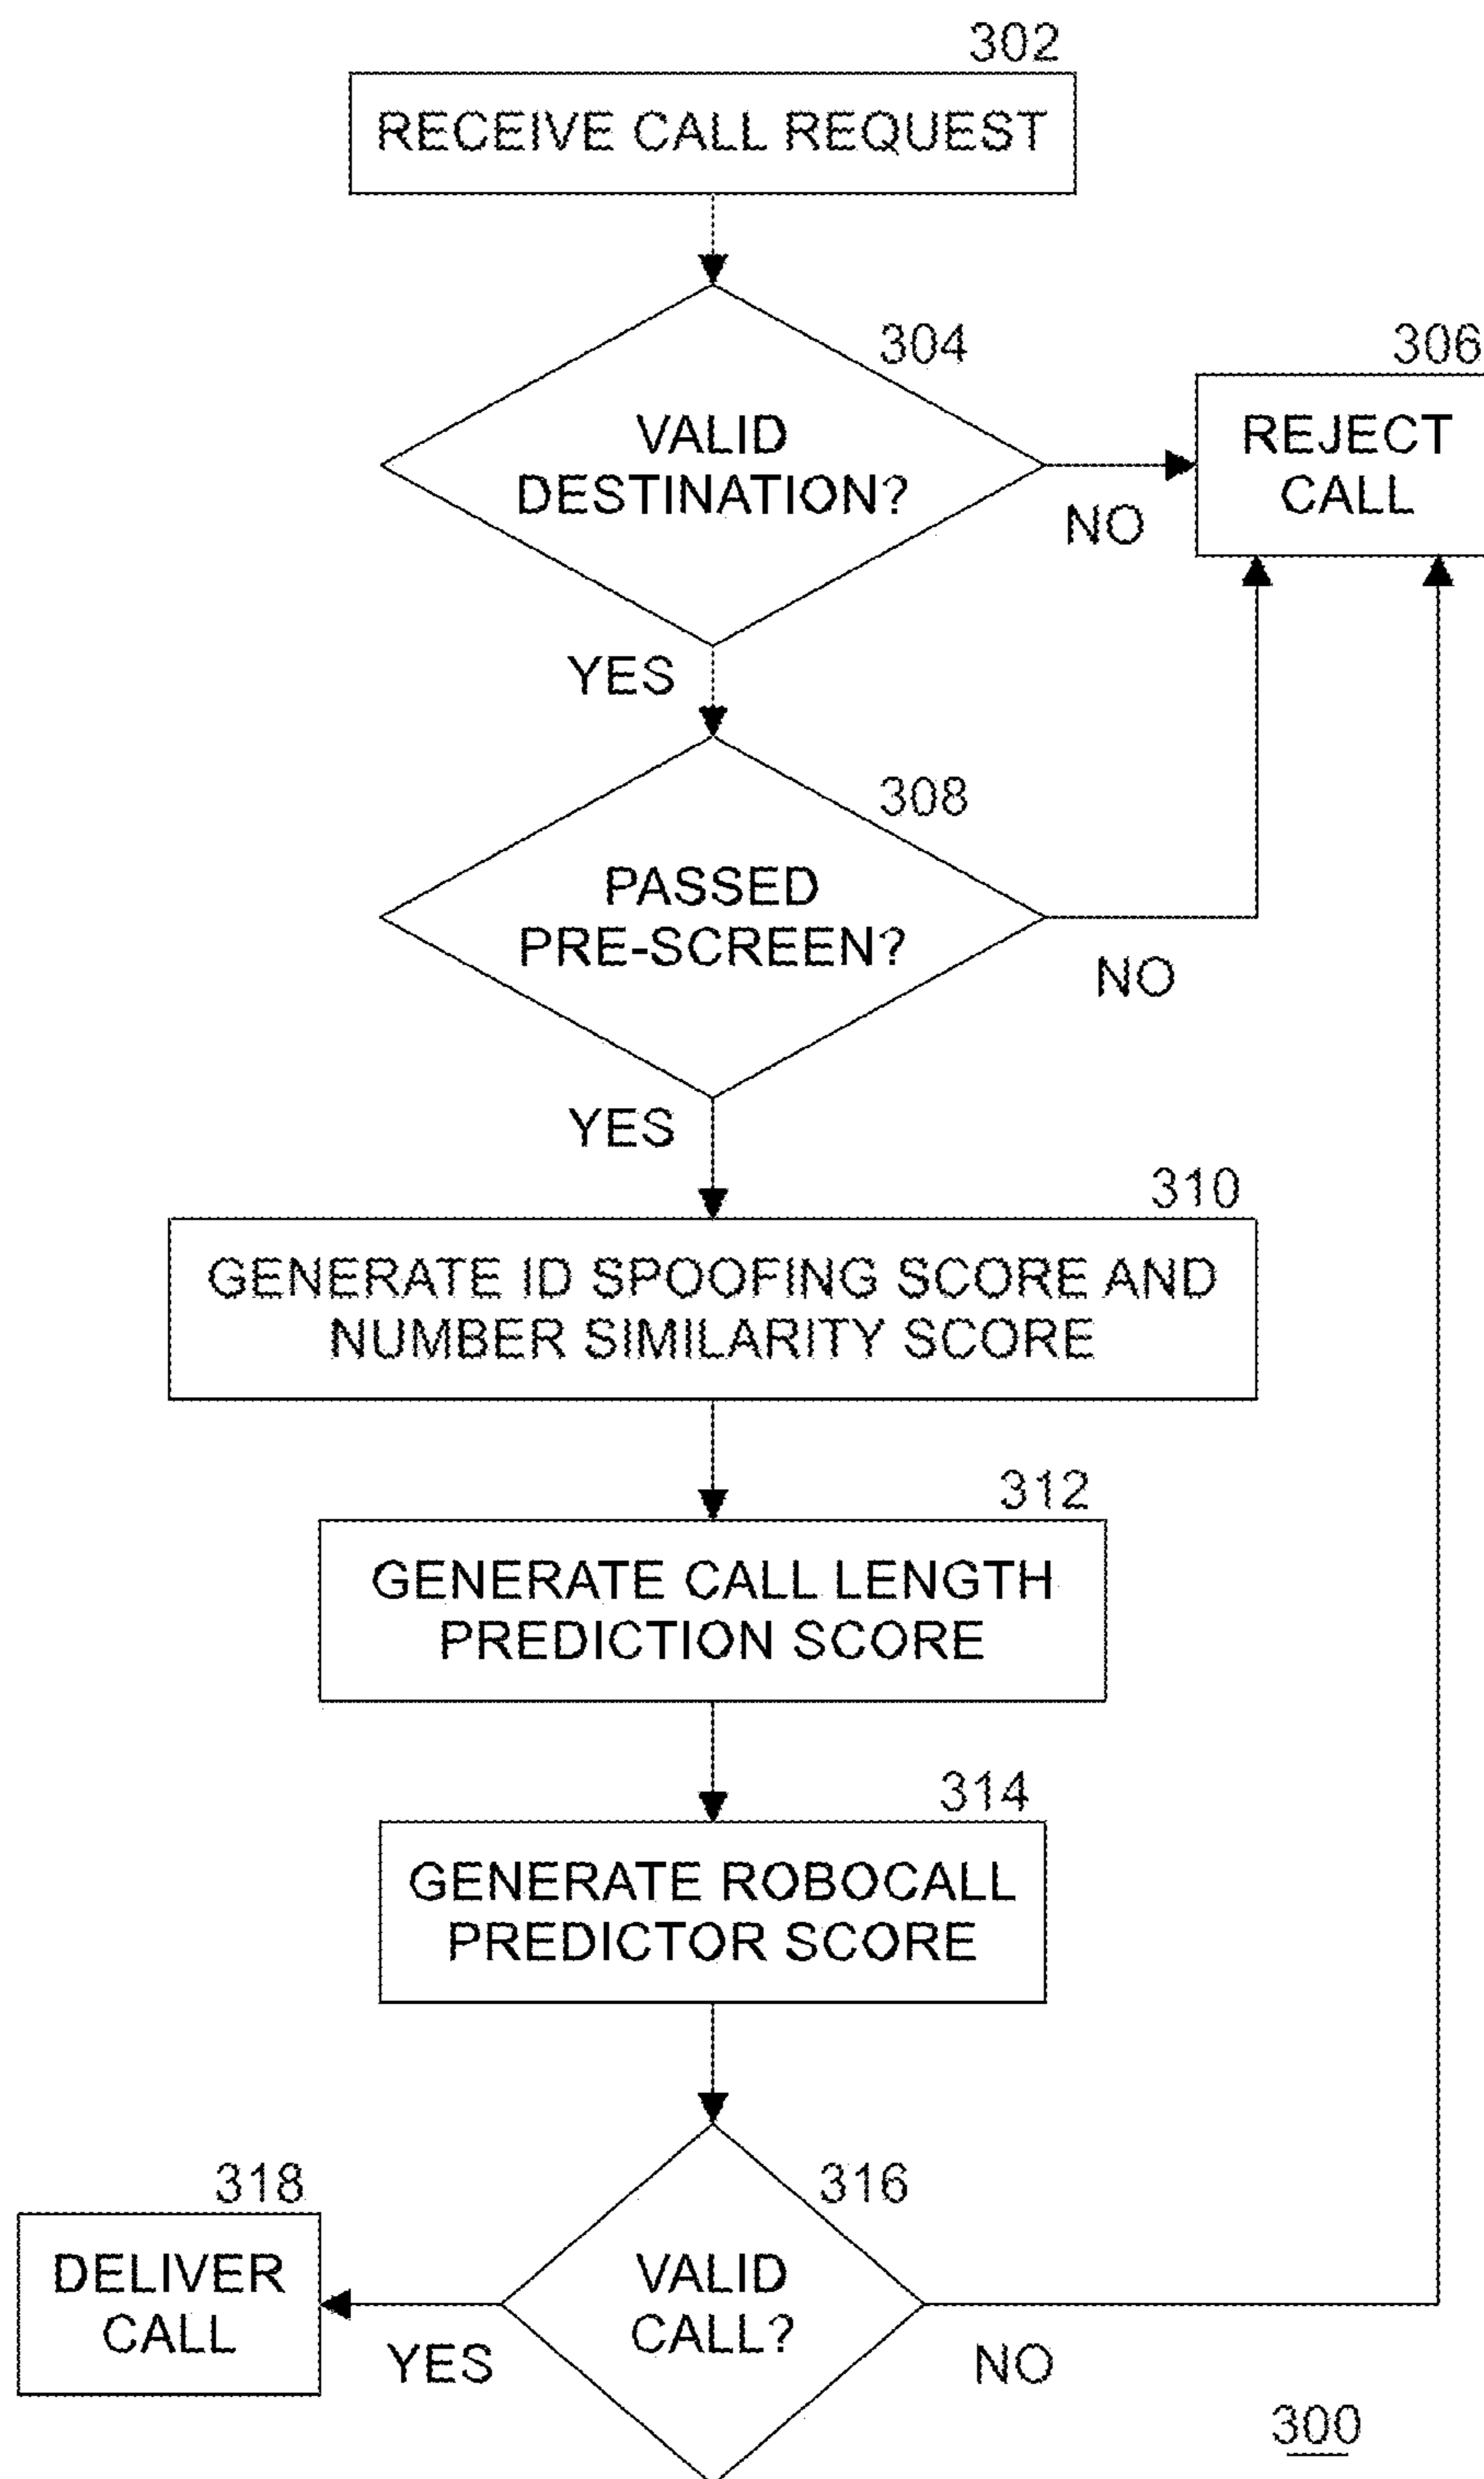 302
RECEIVE CALL REQUEST
304
VALID
DESTINATION?
NO
306
REJECT
CALL
YES
308
PASSED
PRE-SCREEN?
NO
YES
310
GENERATE ID SPOOFING SCORE AND
NUMBER SIMILARITY SCORE
312
GENERATE CALL LENGTH
PREDICTION SCORE
314
GENERATE ROBOCALL
PREDICTOR SCORE
316
VALID
CALL?
318
DELIVER
CALL
YES
NO
300